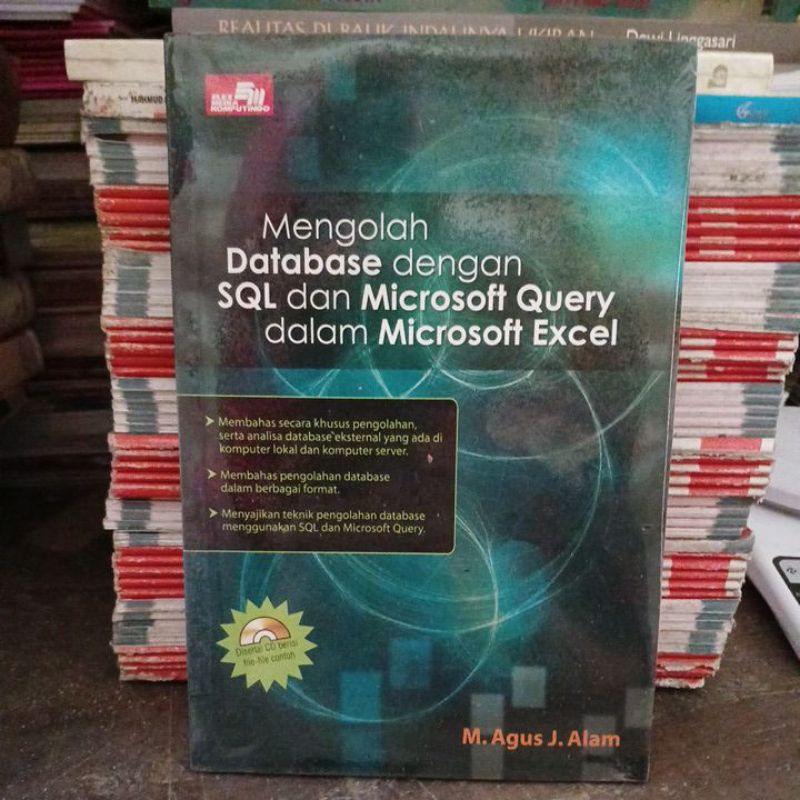 REALITAS DI BALIK INDAHNYA UKIRAN Dewi Linggasari
ELEX
MEDIA
KOMPUTINDO
Mengolah
Database dengan
SQL dan Microsoft Query
dalam Microsoft Excel
Membahas secara khusus pengolahan,
serta analisa database eksternal yang ada di
komputer lokal dan komputer server.
Membahas pengolahan database
dalam berbagai format.
Menyajikan teknik pengolahan database
menggunakan SQL dan Microsoft Query.
Disertai CD berisi
file-file contoh
M. Agus J. Alam